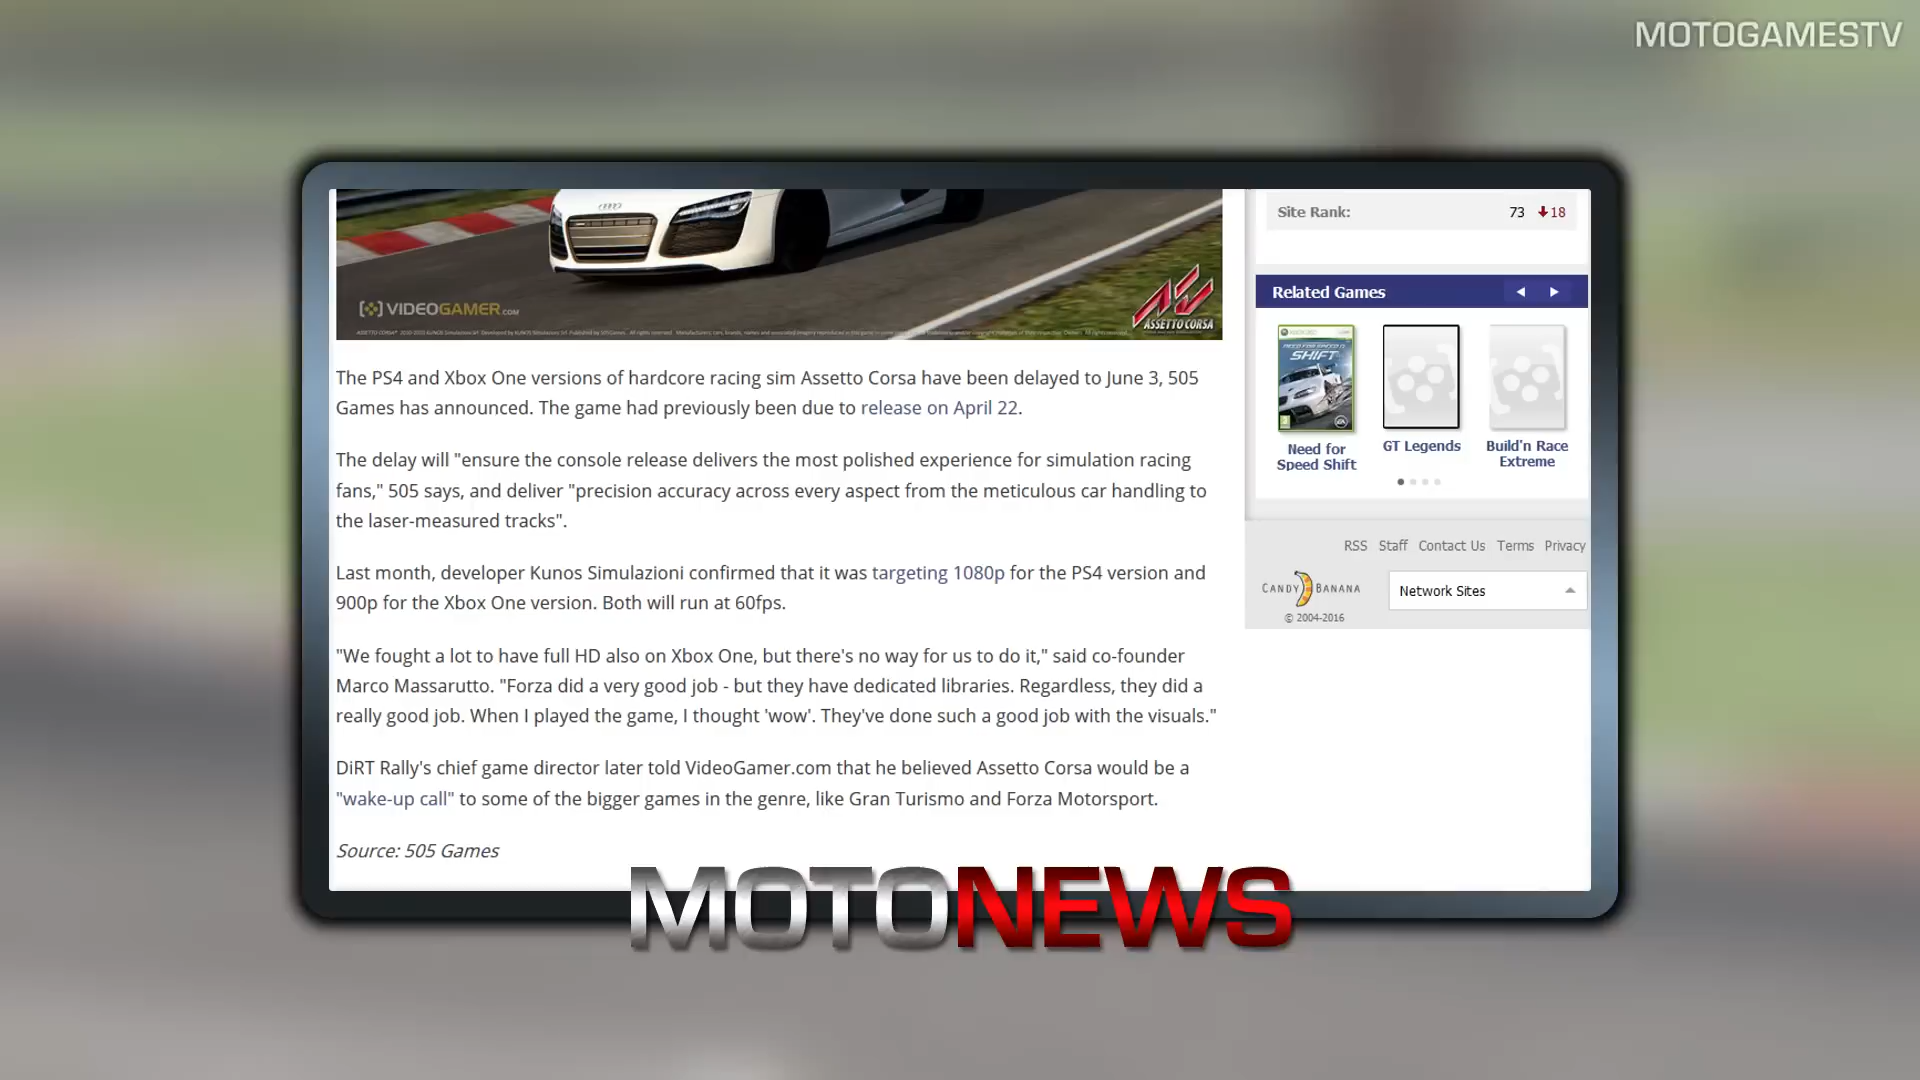 MOTOGAMESTV
Site Rank: 73 18
VIDEOGAMER.COM
ASSETTO CORSA
Related Games
NEED FOR SPEED
SHIFT
Need for
Speed Shift
GT Legends
Build'n Race
Extreme
The PS4 and Xbox One versions of hardcore racing sim Assetto Corsa have been delayed to June 3, 505
Games has announced. The game had previously been due to release on April 22.
The delay will "ensure the console release delivers the most polished experience for simulation racing
fans," 505 says, and deliver "precision accuracy across every aspect from the meticulous car handling to
the laser-measured tracks".
Last month, developer Kunos Simulazioni confirmed that it was targeting 1080p for the PS4 version and
900p for the Xbox One version. Both will run at 60fps.
"We fought a lot to have full HD also on Xbox One, but there's no way for us to do it," said co-founder
Marco Massarutto. "Forza did a very good job - but they have dedicated libraries. Regardless, they did a
really good job. When I played the game, I thought 'wow'. They've done such a good job with the visuals."
DiRT Rally's chief game director later told VideoGamer.com that he believed Assetto Corsa would be a
"wake-up call" to some of the bigger games in the genre, like Gran Turismo and Forza Motorsport.
Source: 505 Games
RSS Staff Contact Us Terms Privacy
CANDY BANANA
© 2004-2016
Network Sites
MOTONEWS